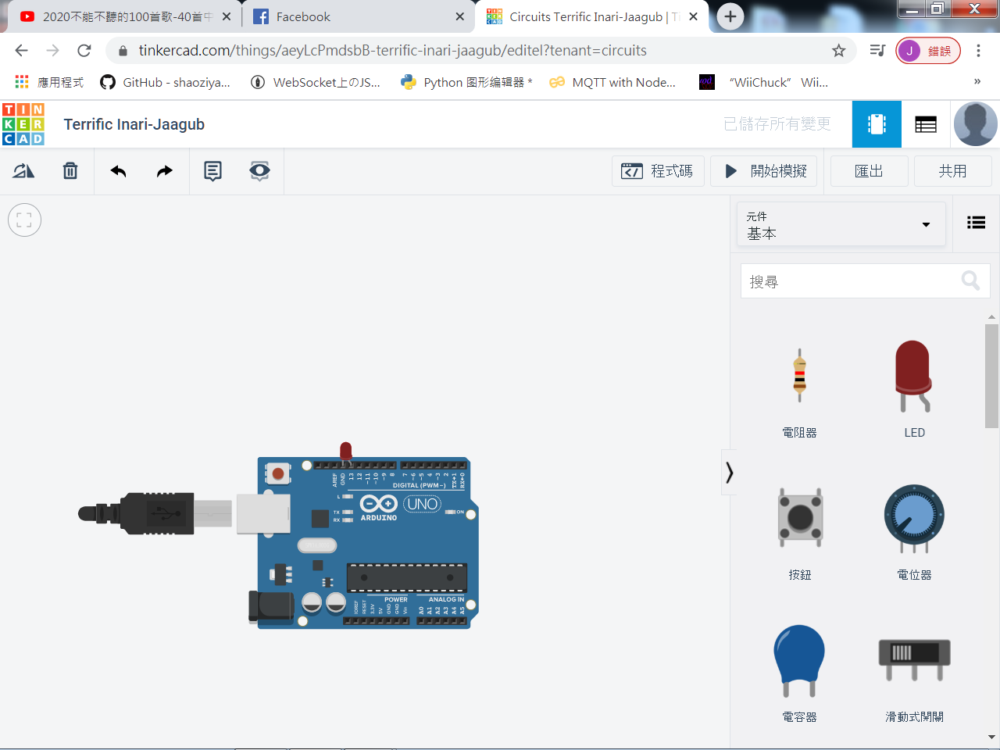 2020不能不聽的100首歌-40首中
Facebook
Circuits Terrific Inari-Jaagub | Ti
tinkercad.com/things/aeyLcPmdsbB-terrific-inari-jaagub/editel?tenant=circuits
J 錯誤
應用程式
GitHub - shaoziya...
WebSocket上のJS...
Python 图形编辑器 *
MQTT with Node...
“WiiChuck” Wii...
»
TIN
KER
CAD
Terrific Inari-Jaagub
已儲存所有變更
程式碼
開始模擬
匯出
共用
元件
基本
搜尋
電阻器
LED
按鈕
電位器
電容器
滑動式開關
AREF
GND
13
12
~11
~10
~9
8
7
~6
~5
4
~3
2
TX→1
RX←0
DIGITAL (PWM~)
L
TX
RX
ARDUINO
UNO
ON
POWER
ANALOG IN
IOREF
RESET
3.3V
5V
GND
GND
Vin
A0
A1
A2
A3
A4
A5